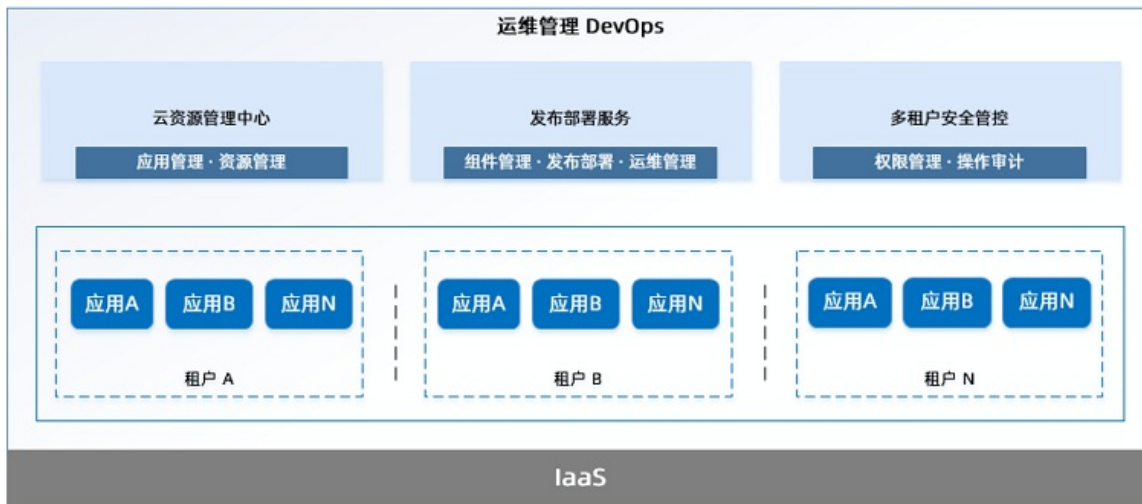 运维管理 DevOps
云资源管理中心
应用管理·资源管理
发布部署服务
组件管理·发布部署·运维管理
多租户安全管控
权限管理·操作审计
应用A
应用B
应用N
租户 A
应用A
应用B
应用N
租户 B
应用A
应用B
应用N
租户 N
IaaS